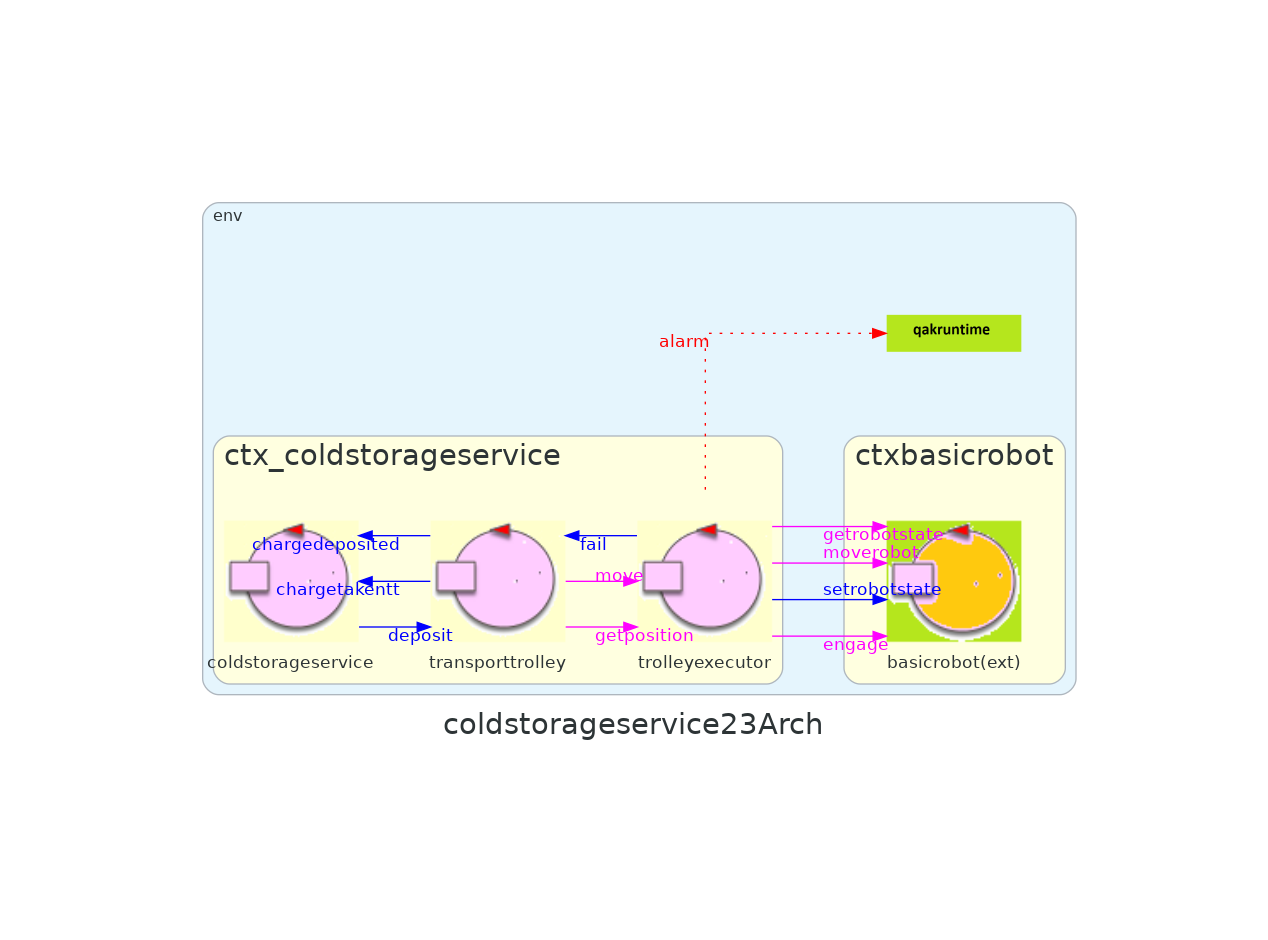 env
qakruntime
alarm
ctx_coldstorageservice
ctxbasicrobot
getrobotstate
chargedeposited
fail
moverobot
move
chargetakentt
setrobotstate
deposit
getposition
engage
coldstorageservice
transporttrolley
trolleyexecutor
basicrobot(ext)
coldstorageservice23Arch